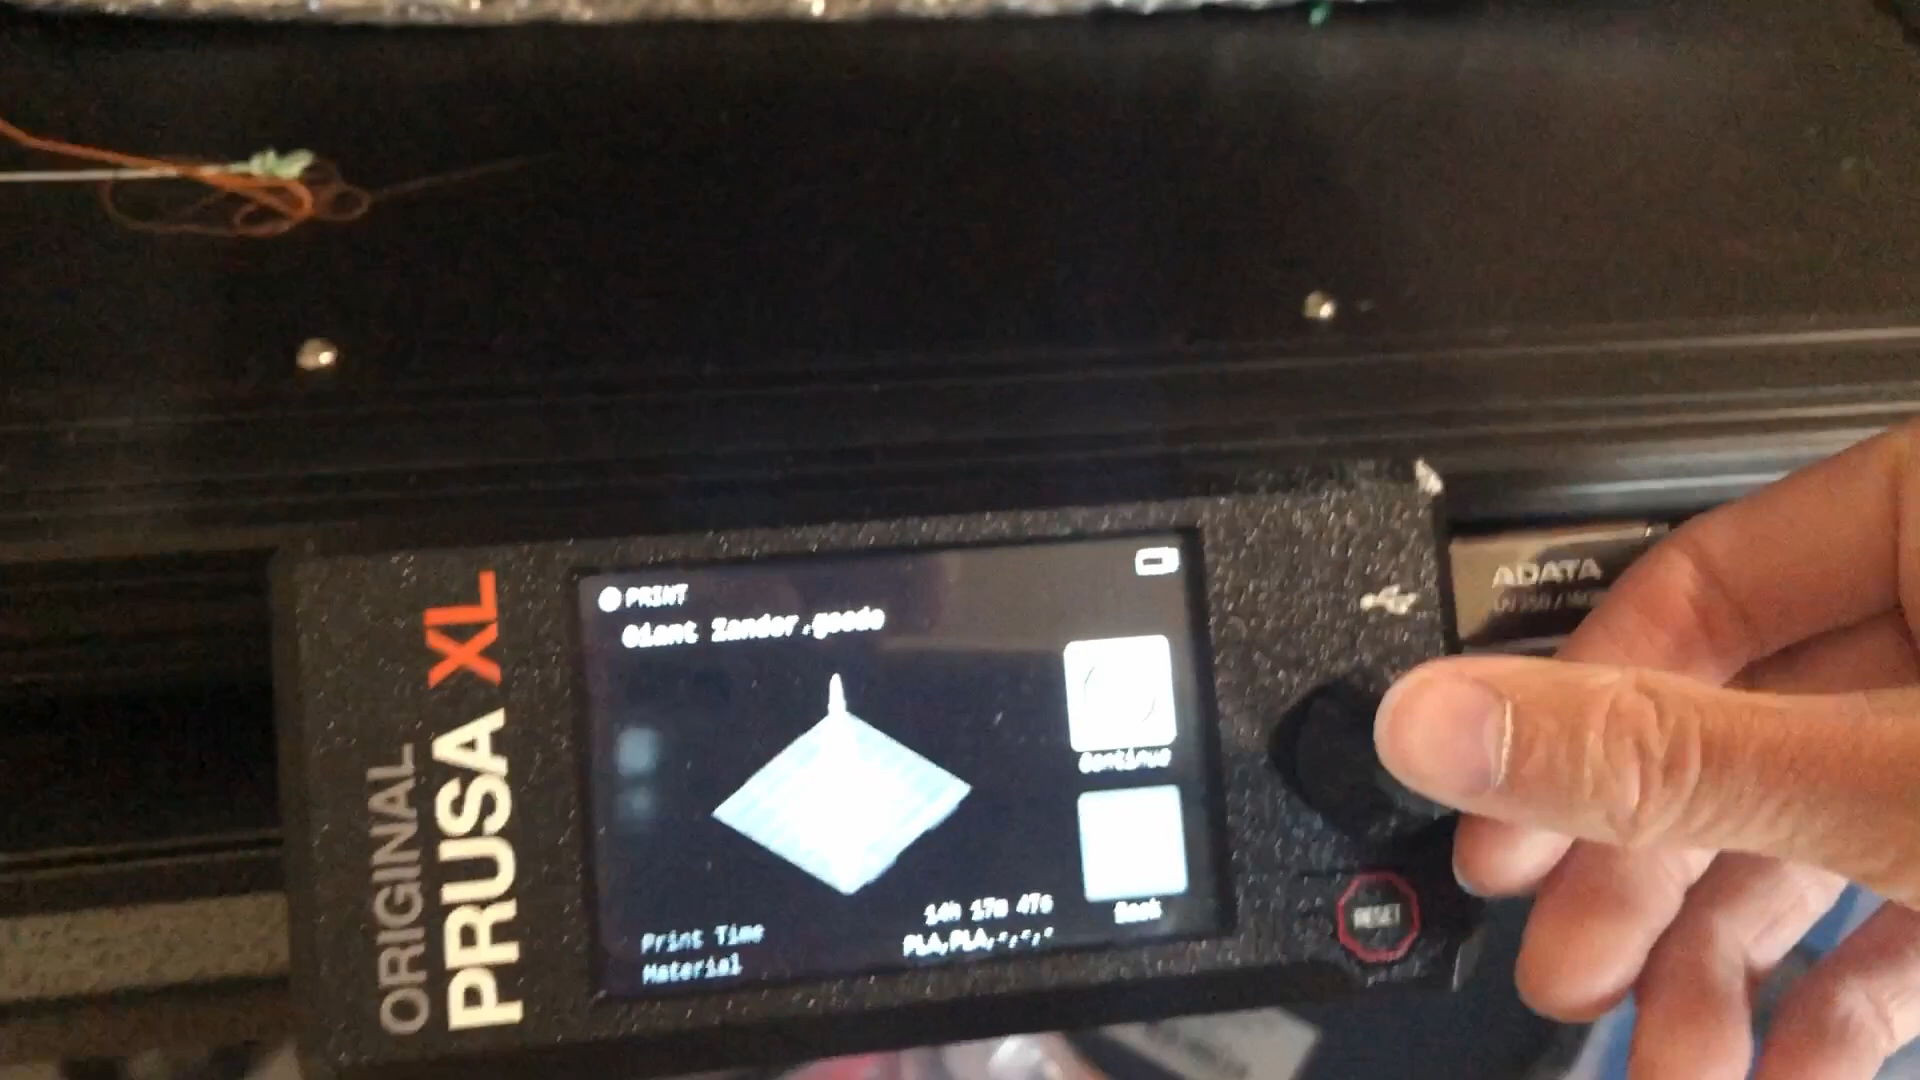 PRINT
Giant Zander.gcode
Continue
Back
14h 17m 47s
Print Time
PLA,PLA,-,-,-
Material
ORIGINAL
PRUSA XL
RESET
ADATA